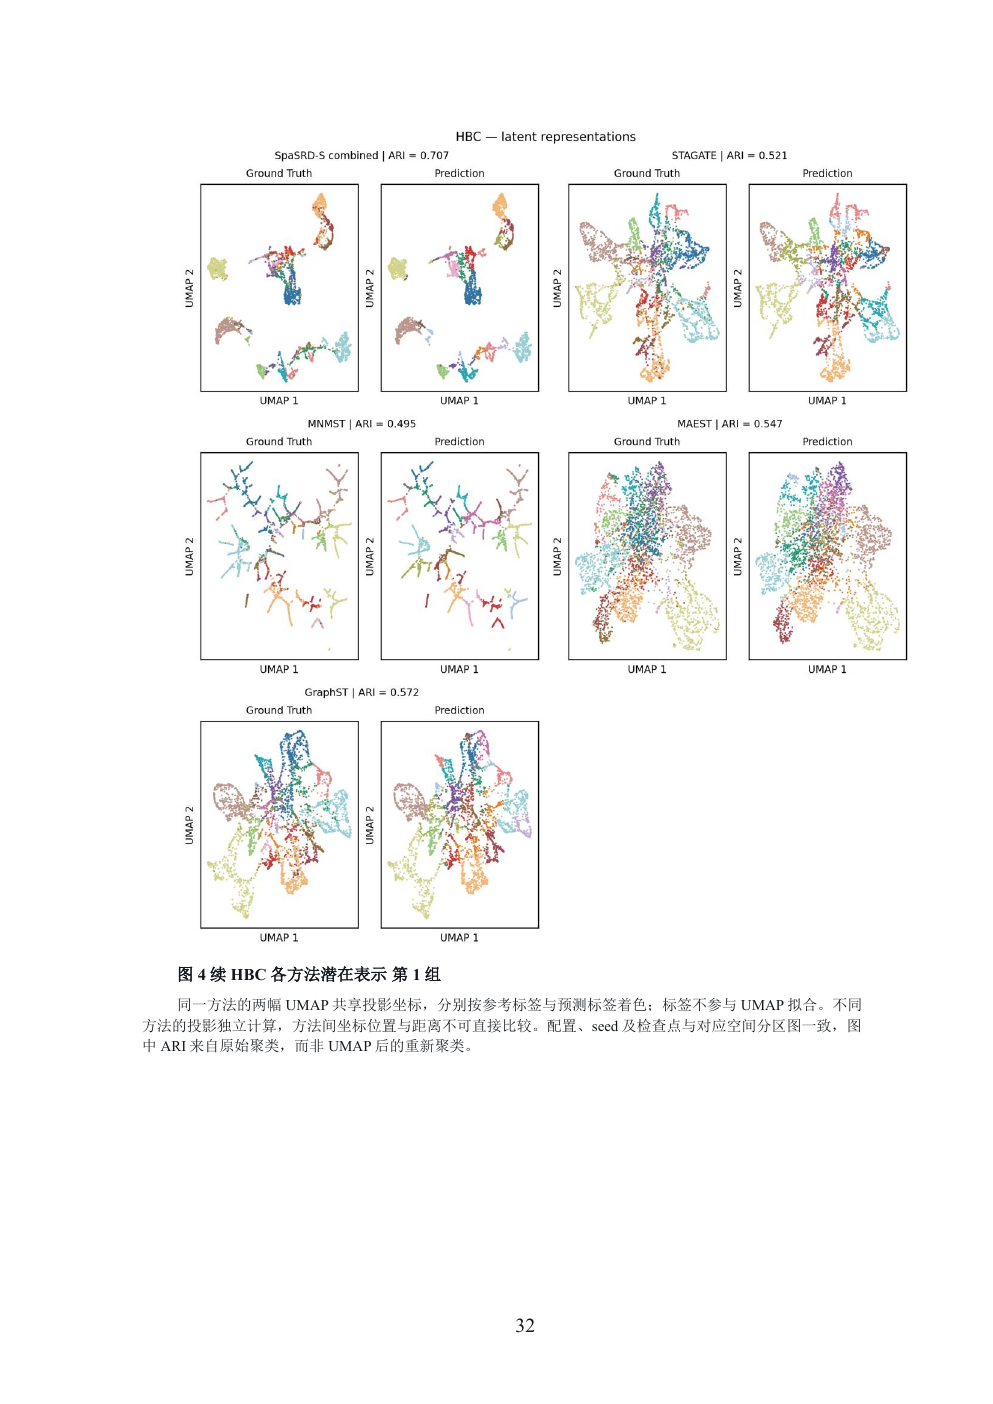 HBC — latent representations
SpaSRD-S combined | ARI = 0.707
Ground Truth
Prediction
UMAP 2
UMAP 1
UMAP 2
UMAP 1
STAGATE | ARI = 0.521
Ground Truth
Prediction
UMAP 2
UMAP 1
UMAP 2
UMAP 1
MNMST | ARI = 0.495
Ground Truth
Prediction
UMAP 2
UMAP 1
UMAP 2
UMAP 1
MAEST | ARI = 0.547
Ground Truth
Prediction
UMAP 2
UMAP 1
UMAP 2
UMAP 1
GraphST | ARI = 0.572
Ground Truth
Prediction
UMAP 2
UMAP 1
UMAP 2
UMAP 1
图 4 续 HBC 各方法潜在表示 第 1 组
同一方法的两幅 UMAP 共享投影坐标，分别按参考标签与预测标签着色；标签不参与 UMAP 拟合。不同
方法的投影独立计算，方法间坐标位置与距离不可直接比较。配置、seed 及检查点与对应空间分区图一致，图
中 ARI 来自原始聚类，而非 UMAP 后的重新聚类。
32